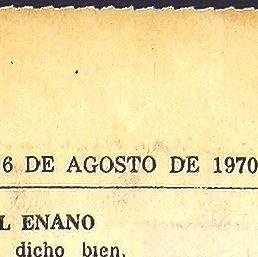 6 DE AGOSTO DE 1970
L ENANO
dicho bien,